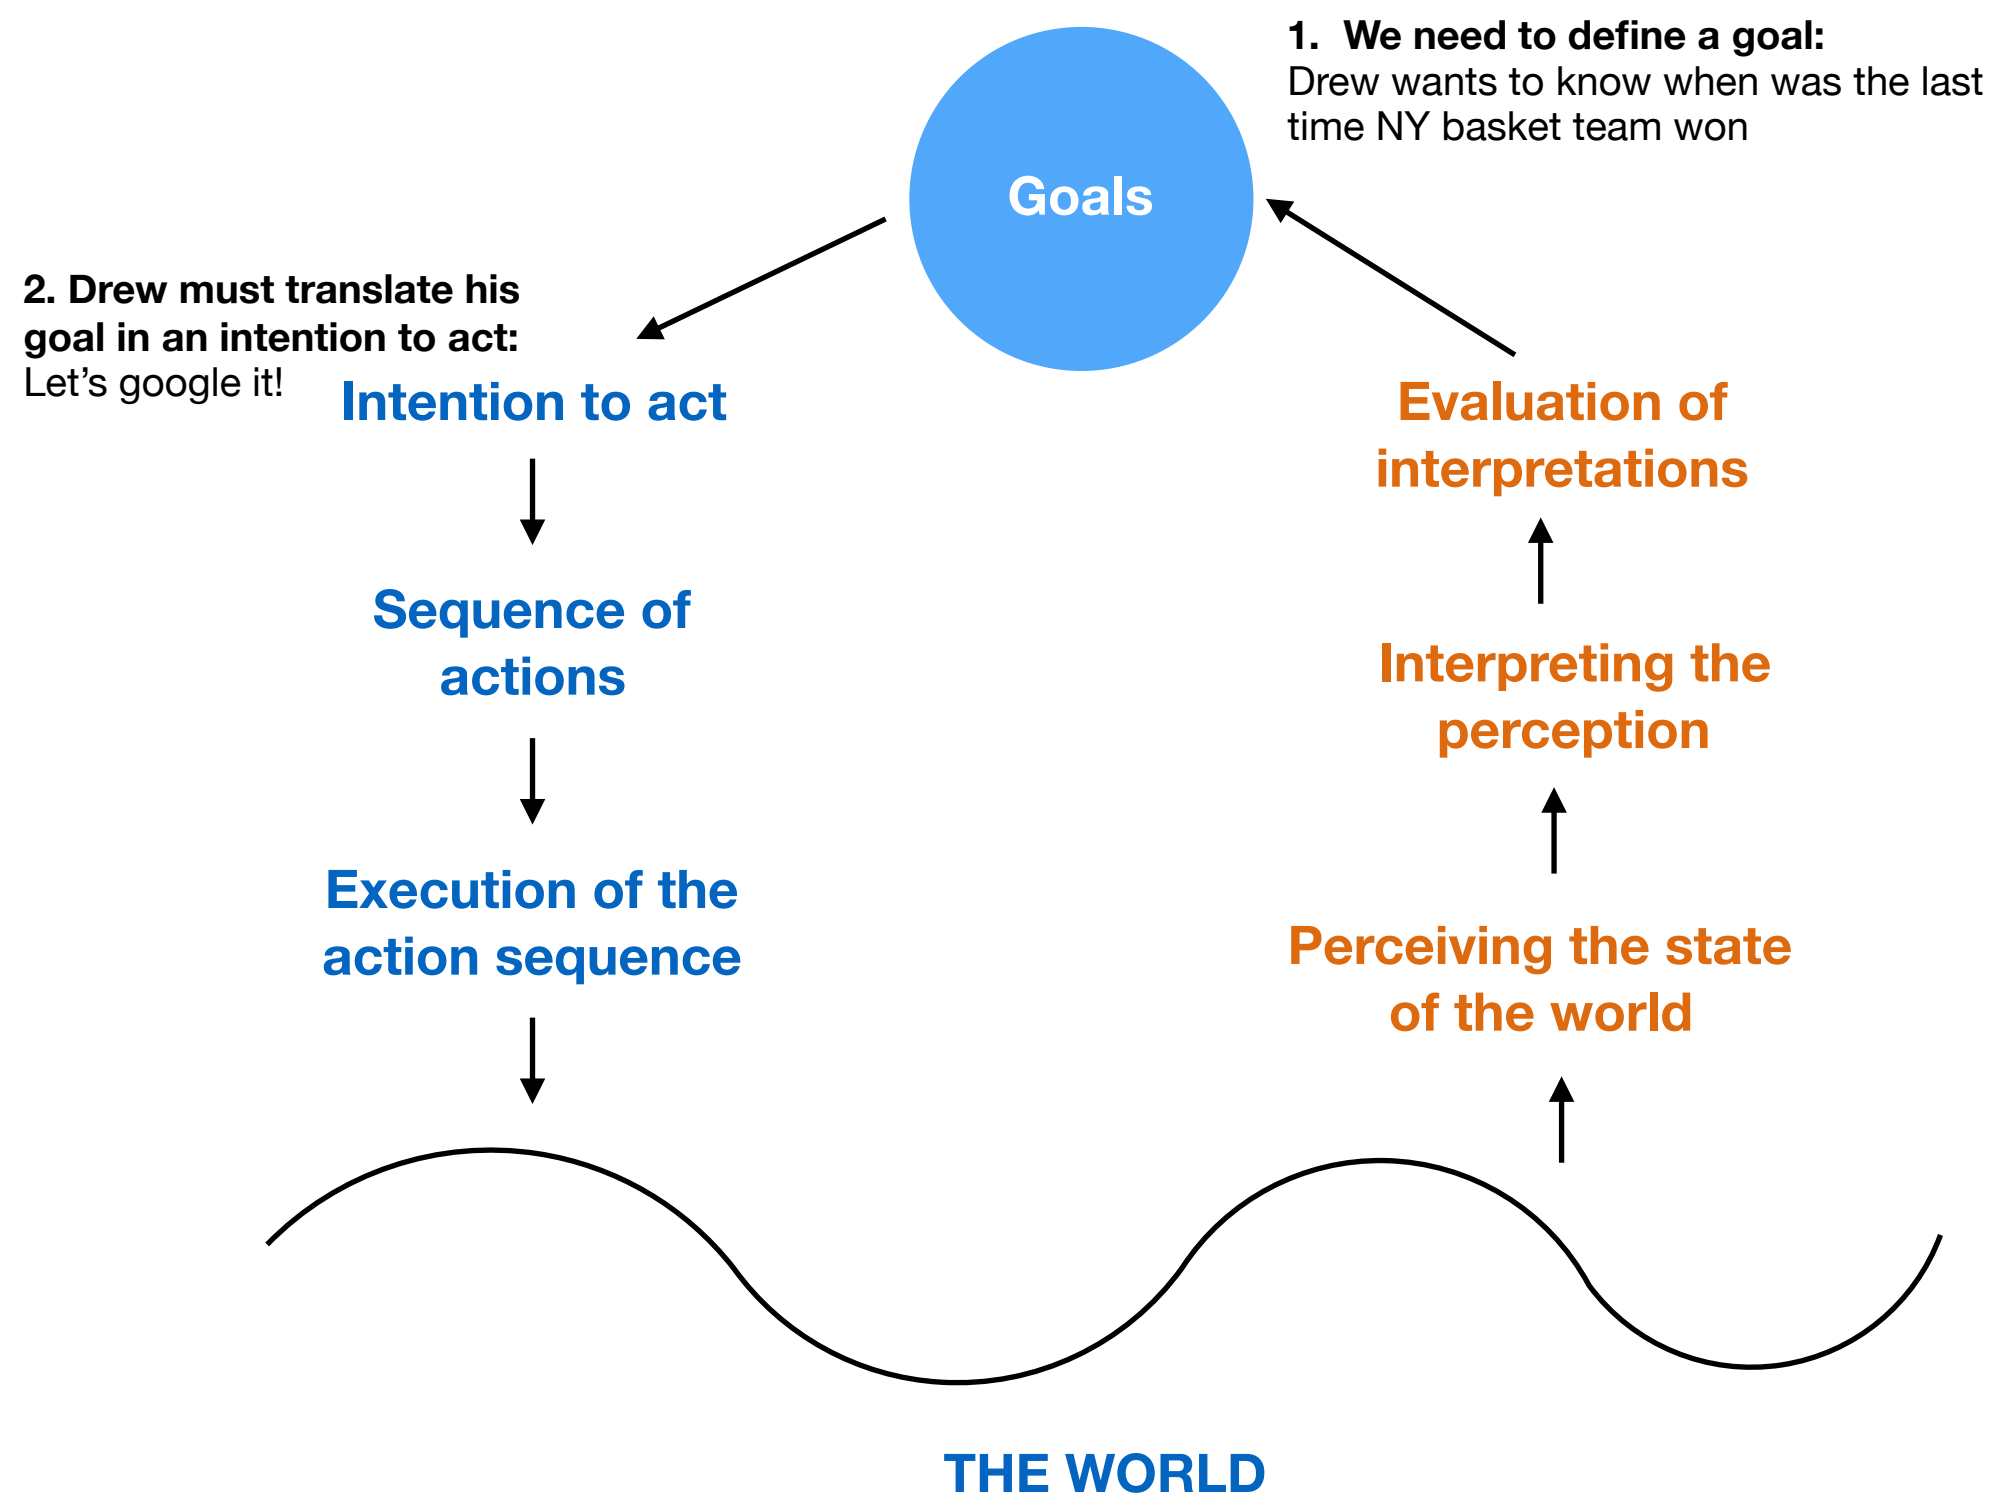 1. We need to define a goal:
Drew wants to know when was the last
time NY basket team won
Goals
2. Drew must translate his
goal in an intention to act:
Let’s google it!
Intention to act
Sequence of
actions
Execution of the
action sequence
Evaluation of
interpretations
Interpreting the
perception
Perceiving the state
of the world
THE WORLD